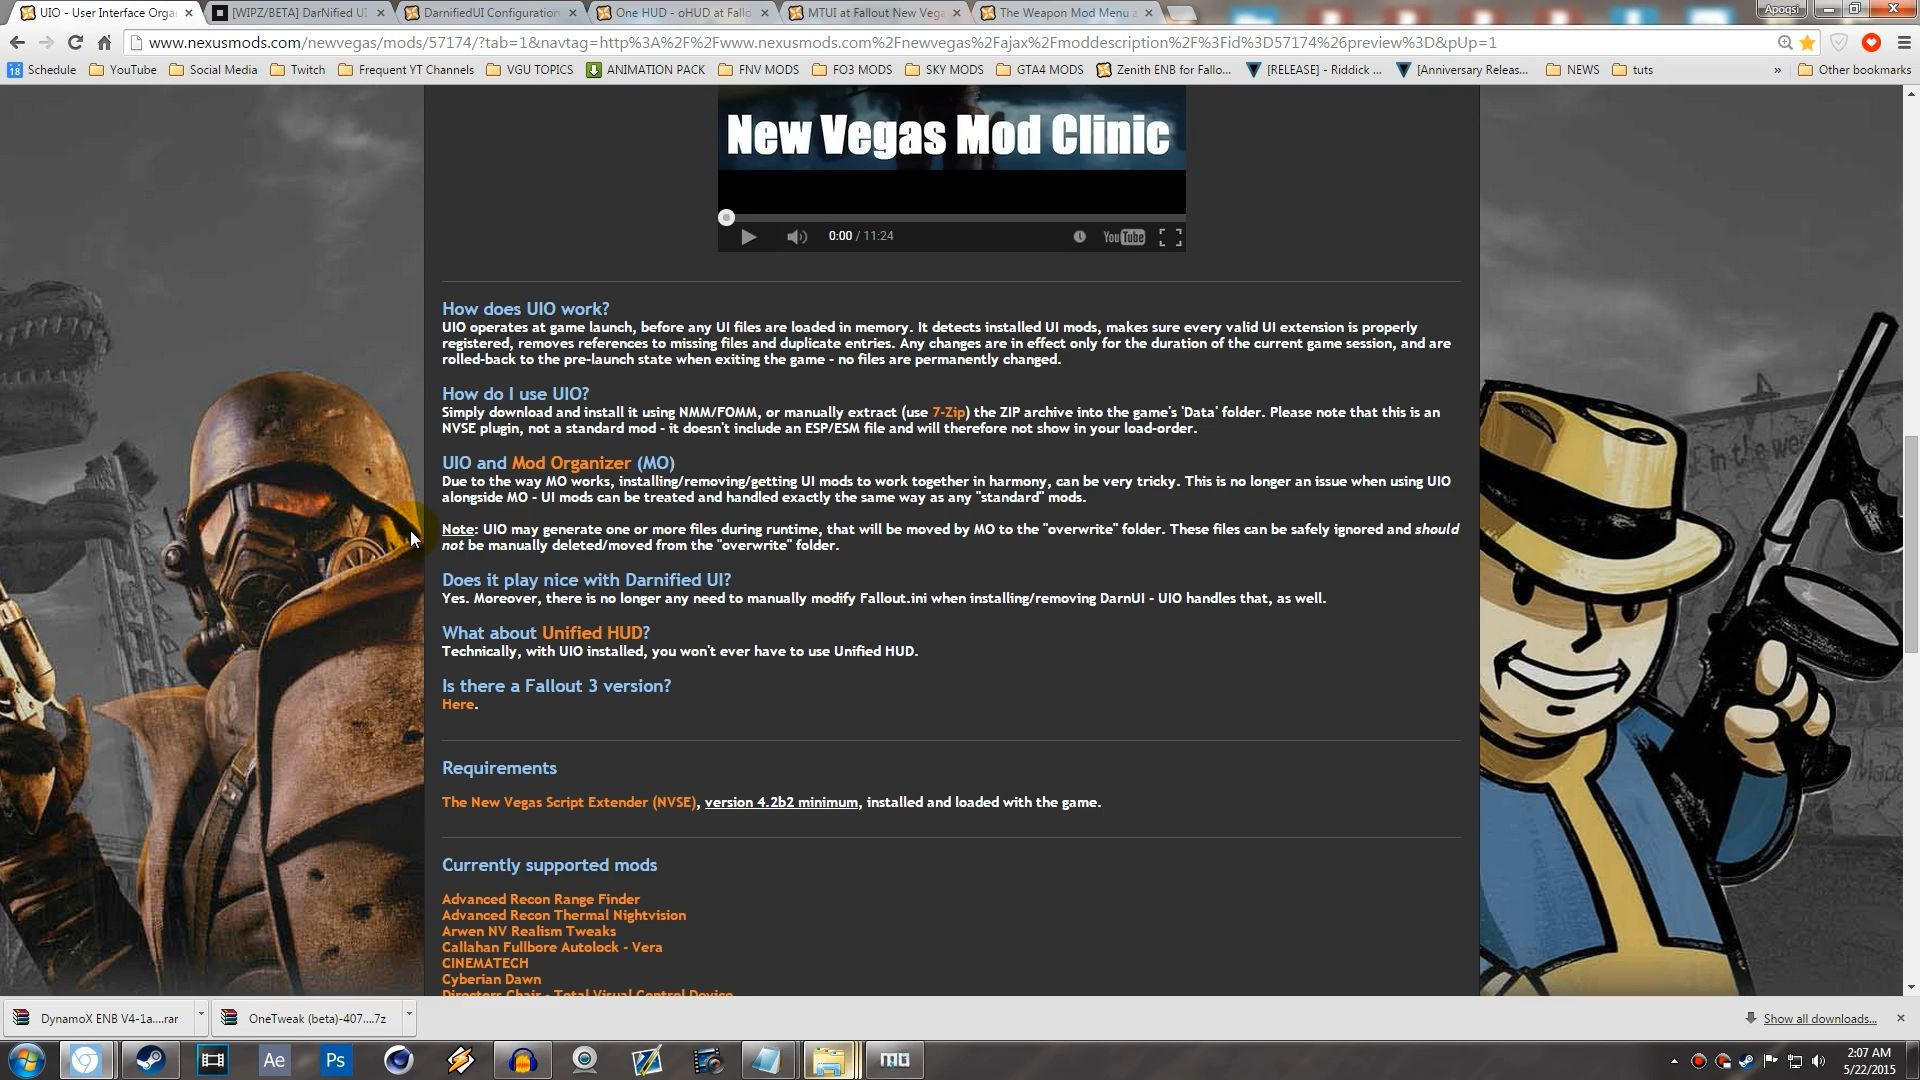 UIO - User Interface Orga
[WIPZ/BETA] DarNified UI
DarnifiedUI Configuration
One HUD - oHUD at Fallo
MTUI at Fallout New Vega
The Weapon Mod Menu a
Apoqsi
www.nexusmods.com/newvegas/mods/57174/?tab=1&navtag=http%3A%2F%2Fwww.nexusmods.com%2Fnewvegas%2Fajax%2Fmoddescription%2F%3Fid%3D57174%26preview%3D&pUp=1
18 Schedule
YouTube
Social Media
Twitch
Frequent YT Channels
VGU TOPICS
ANIMATION PACK
FNV MODS
FO3 MODS
SKY MODS
GTA4 MODS
Zenith ENB for Fallo...
[RELEASE] - Riddick ...
[Anniversary Releas...
NEWS
tuts
» Other bookmarks
New Vegas Mod Clinic
0:00 / 11:24
YouTube
How does UIO work?
UIO operates at game launch, before any UI files are loaded in memory. It detects installed UI mods, makes sure every valid UI extension is properly
registered, removes references to missing files and duplicate entries. Any changes are in effect only for the duration of the current game session, and are
rolled-back to the pre-launch state when exiting the game - no files are permanently changed.
How do I use UIO?
Simply download and install it using NMM/FOMM, or manually extract (use 7-Zip) the ZIP archive into the game's 'Data' folder. Please note that this is an
NVSE plugin, not a standard mod - it doesn't include an ESP/ESM file and will therefore not show in your load-order.
UIO and Mod Organizer (MO)
Due to the way MO works, installing/removing/getting UI mods to work together in harmony, can be very tricky. This is no longer an issue when using UIO
alongside MO - UI mods can be treated and handled exactly the same way as any "standard" mods.
Note: UIO may generate one or more files during runtime, that will be moved by MO to the "overwrite" folder. These files can be safely ignored and should
not be manually deleted/moved from the "overwrite" folder.
Does it play nice with Darnified UI?
Yes. Moreover, there is no longer any need to manually modify Fallout.ini when installing/removing DarnUI - UIO handles that, as well.
What about Unified HUD?
Technically, with UIO installed, you won't ever have to use Unified HUD.
Is there a Fallout 3 version?
Here.
Requirements
The New Vegas Script Extender (NVSE), version 4.2b2 minimum, installed and loaded with the game.
Currently supported mods
Advanced Recon Range Finder
Advanced Recon Thermal Nightvision
Arwen NV Realism Tweaks
Callahan Fullbore Autolock - Vera
CINEMATECH
Cyberian Dawn
Directors Chair - Total Visual Control Device
DynamoX ENB V4-1a....rar
OneTweak (beta)-407....7z
Show all downloads...
Ae
Ps
2:07 AM
5/22/2015